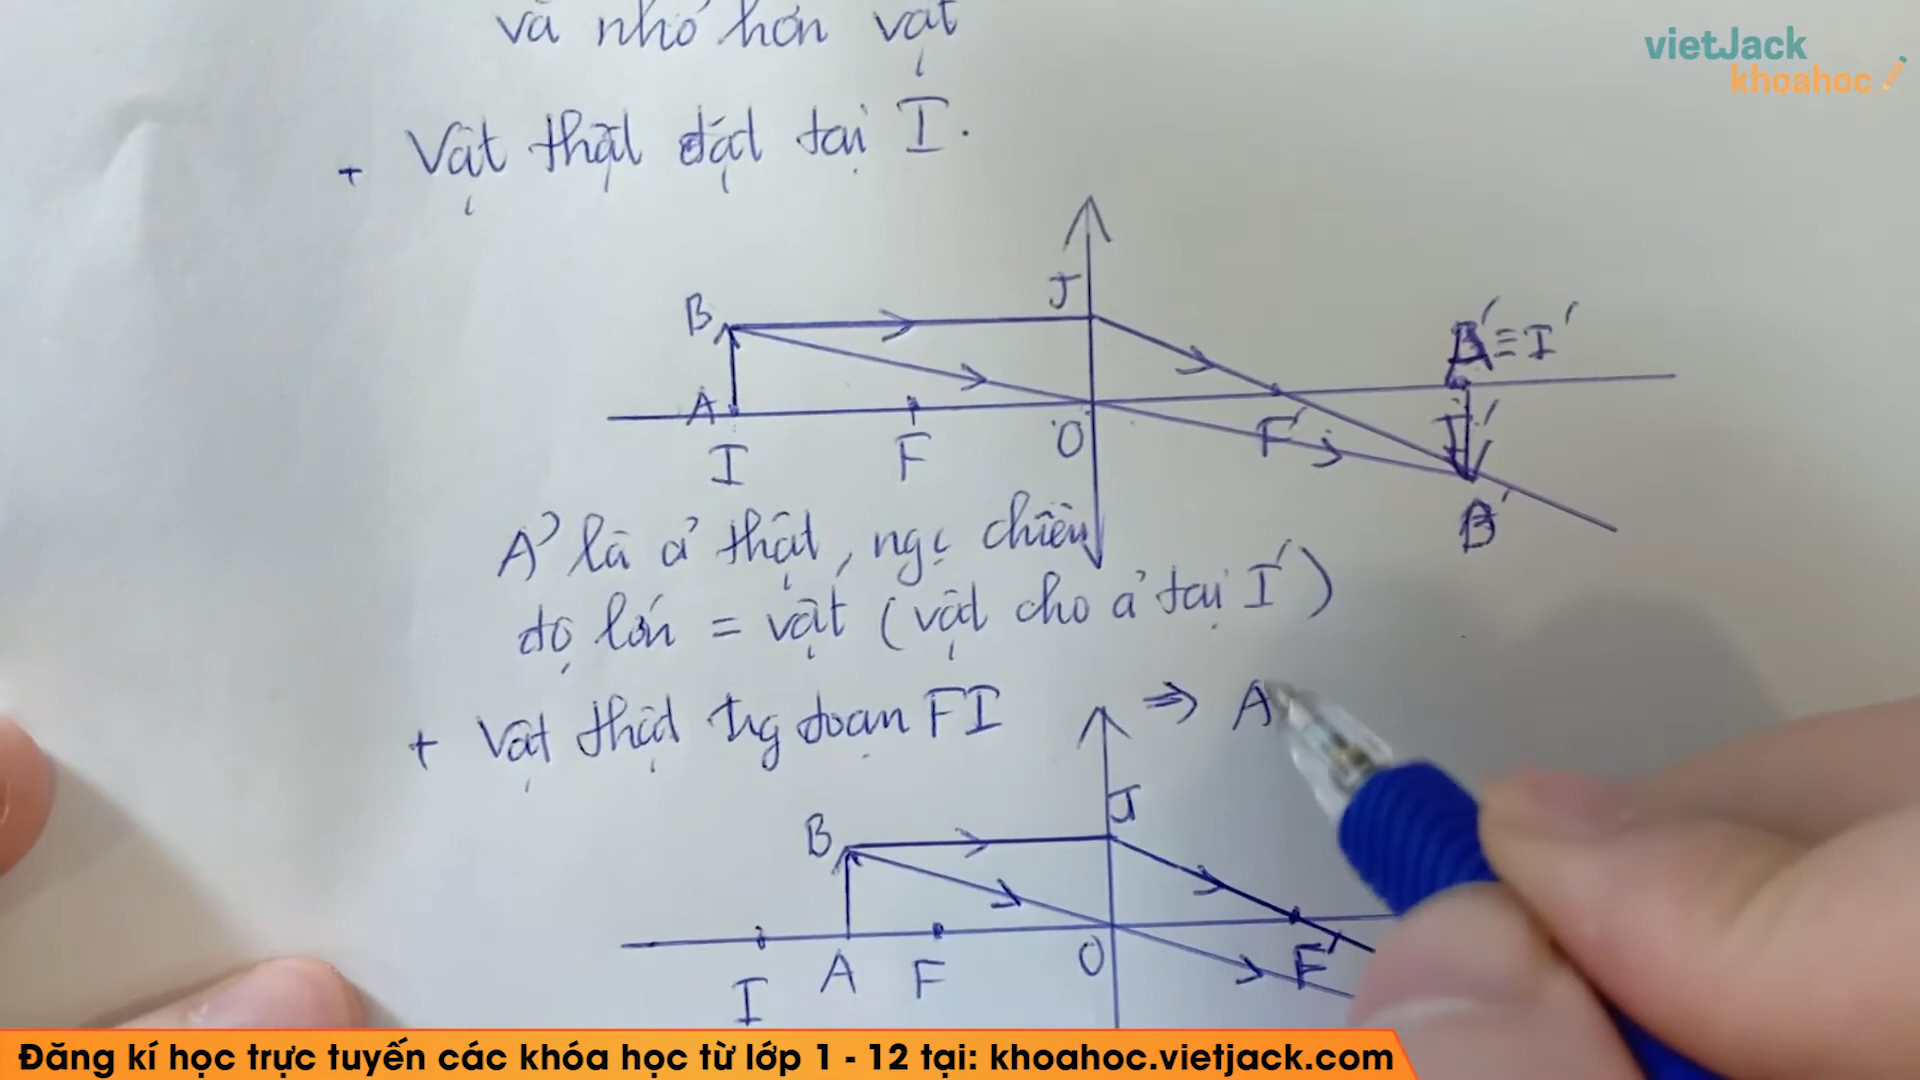 và nhỏ hơn vật
vietJack
khoahoc
+ Vật thật đặt tại I.
J
B
A
I
F
O
F'
A' ≡ I'
B'
A' là ả thật, ngc chiều
độ lớn = vật (vật cho ả tại I')
+ Vật thật trg đoạn FI
⇒ A
J
B
I
A
F
O
F'
Đăng kí học trực tuyến các khóa học từ lớp 1 - 12 tại: khoahoc.vietjack.com